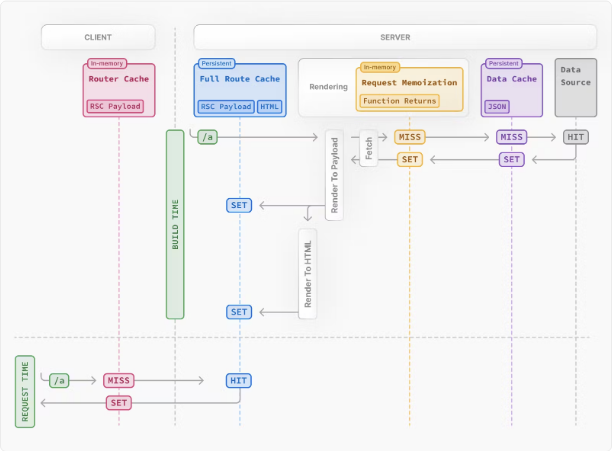 CLIENT
SERVER
In-memory
Router Cache
RSC Payload
Persistent
Full Route Cache
RSC Payload
HTML
Rendering
In-memory
Request Memoization
Function Returns
Persistent
Data Cache
JSON
Data
Source
BUILD TIME
/a
Render To Payload
Fetch
MISS
MISS
HIT
SET
SET
SET
Render To HTML
SET
REQUEST TIME
/a
MISS
HIT
SET